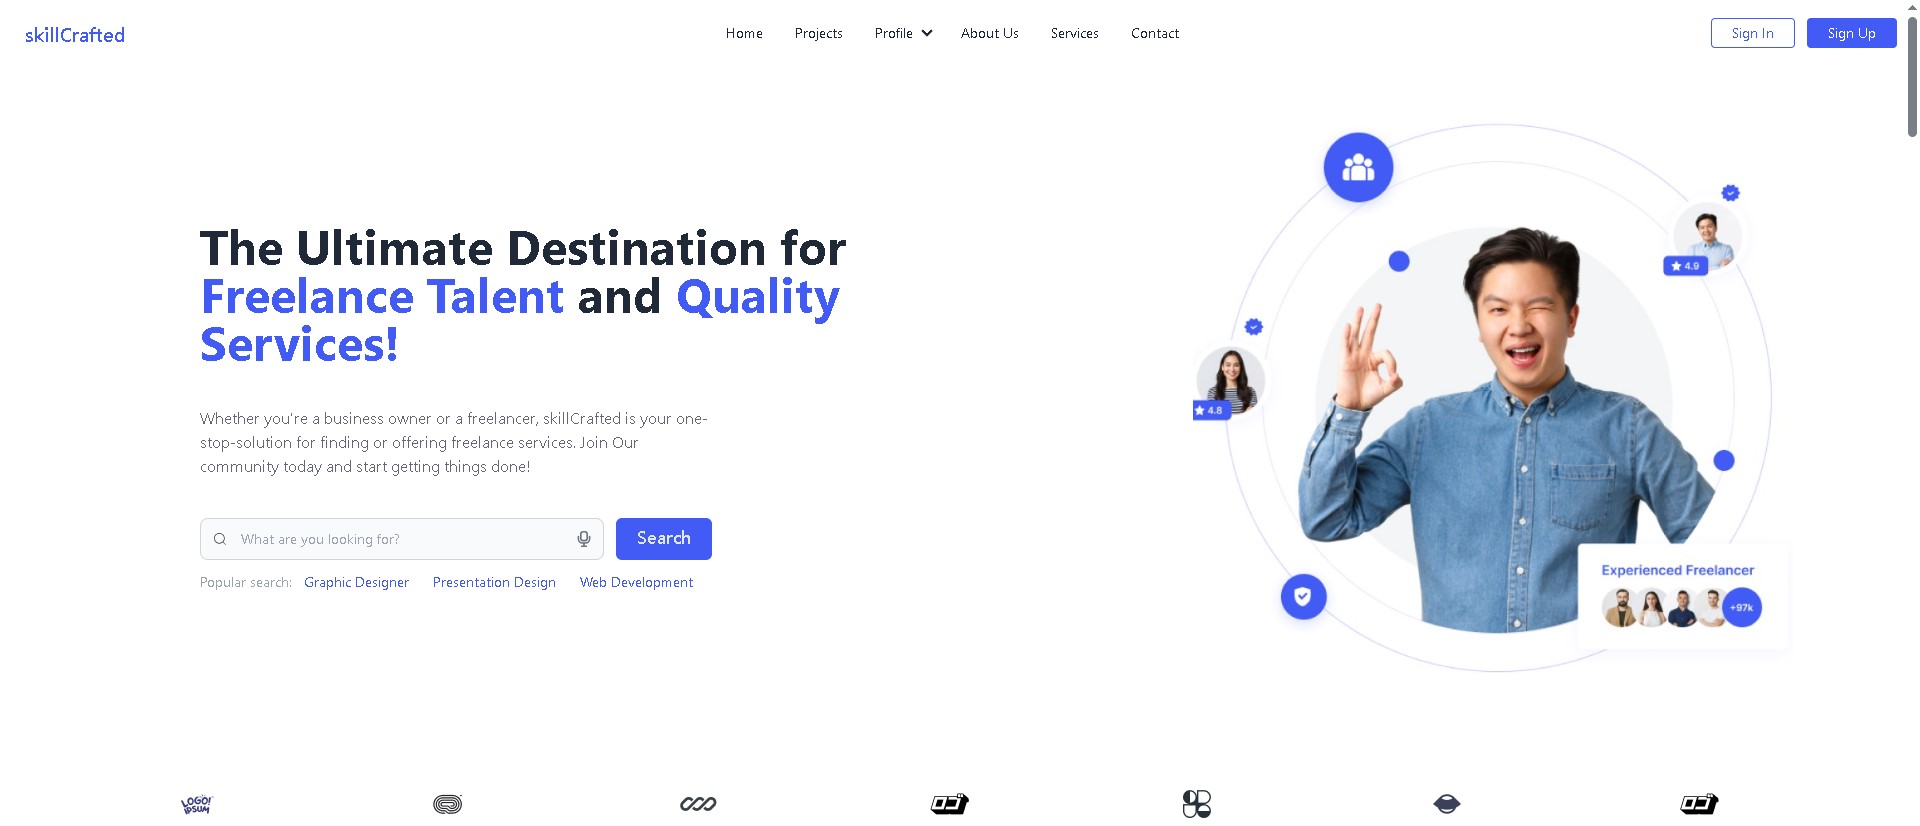 skillCrafted
Home
Projects
Profile
About Us
Services
Contact
Sign In
Sign Up
The Ultimate Destination for
Freelance Talent and Quality
Services!
Whether you're a business owner or a freelancer, skillCrafted is your one-
stop-solution for finding or offering freelance services. Join Our
community today and start getting things done!
What are you looking for?
Search
Popular search:
Graphic Designer
Presentation Design
Web Development
4.9
4.8
Experienced Freelancer
+97k
LOGO!
IPSUM